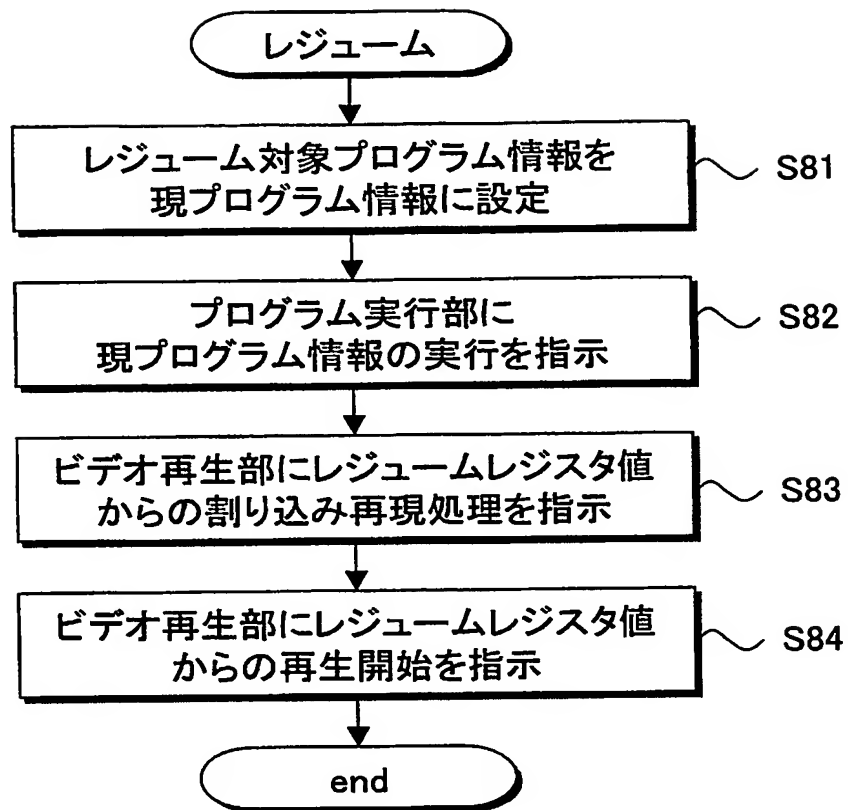 レジューム
レジューム対象プログラム情報を
現プログラム情報に設定
S81
プログラム実行部に
現プログラム情報の実行を指示
S82
ビデオ再生部にレジュームレジスタ値
からの割り込み再現処理を指示
S83
ビデオ再生部にレジュームレジスタ値
からの再生開始を指示
S84
end